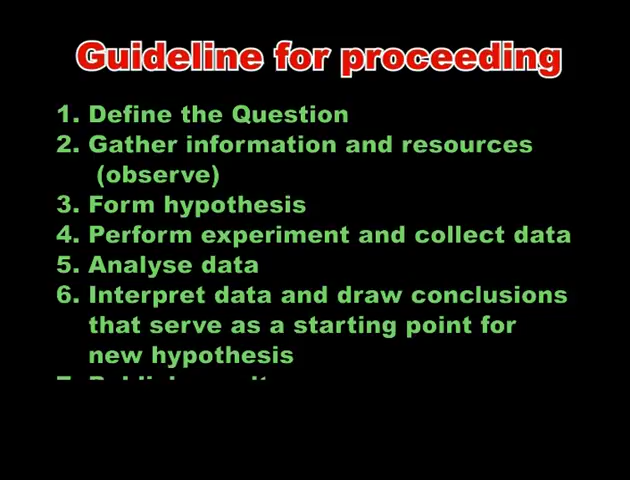 Guideline for proceeding
1. Define the Question
2. Gather information and resources
(observe)
3. Form hypothesis
4. Perform experiment and collect data
5. Analyse data
6. Interpret data and draw conclusions
that serve as a starting point for
new hypothesis